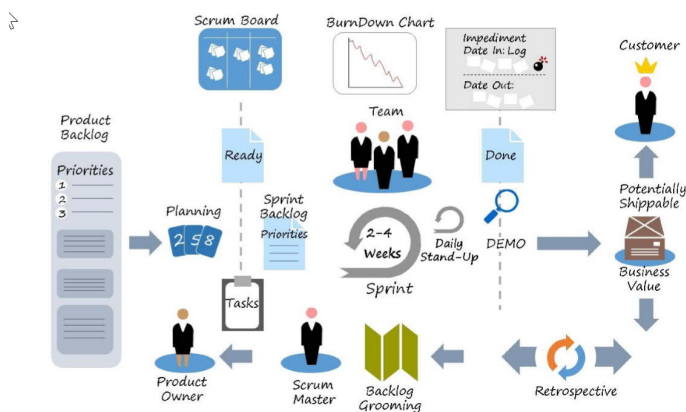 Scrum Board
BurnDown Chart
Impediment
Date In: Log
Date Out:
Customer
Team
Product
Backlog
Priorities
1
2
3
Ready
Done
Planning
2 5 8
Sprint
Backlog
Priorities
2-4
Weeks
Daily
Stand-Up
Sprint
DEMO
Potentially
Shippable
Business
Value
Tasks
Product
Owner
Scrum
Master
Backlog
Grooming
Retrospective